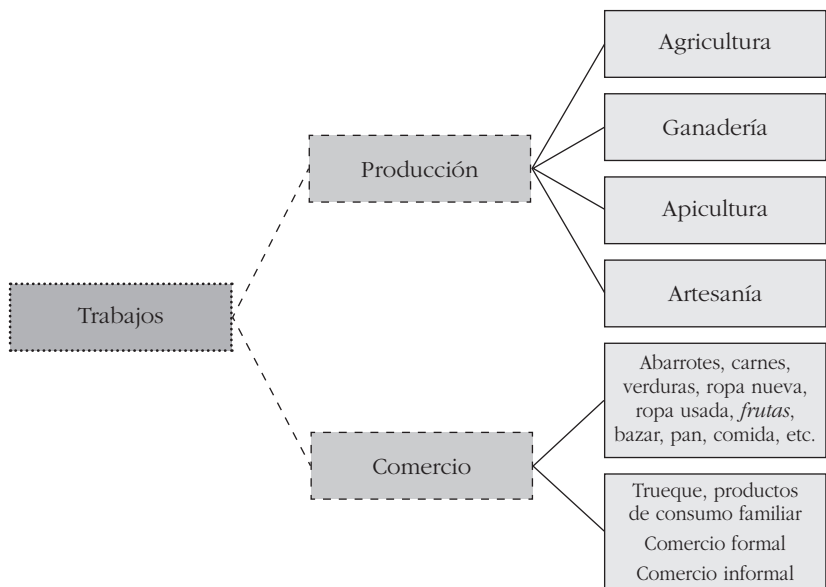 Agricultura
Ganadería
Producción
Apicultura
Artesanía
Trabajos
Abarrotes, carnes,
verduras, ropa nueva,
ropa usada, frutas,
bazar, pan, comida, etc.
Comercio
Trueque, productos
de consumo familiar
Comercio formal
Comercio informal